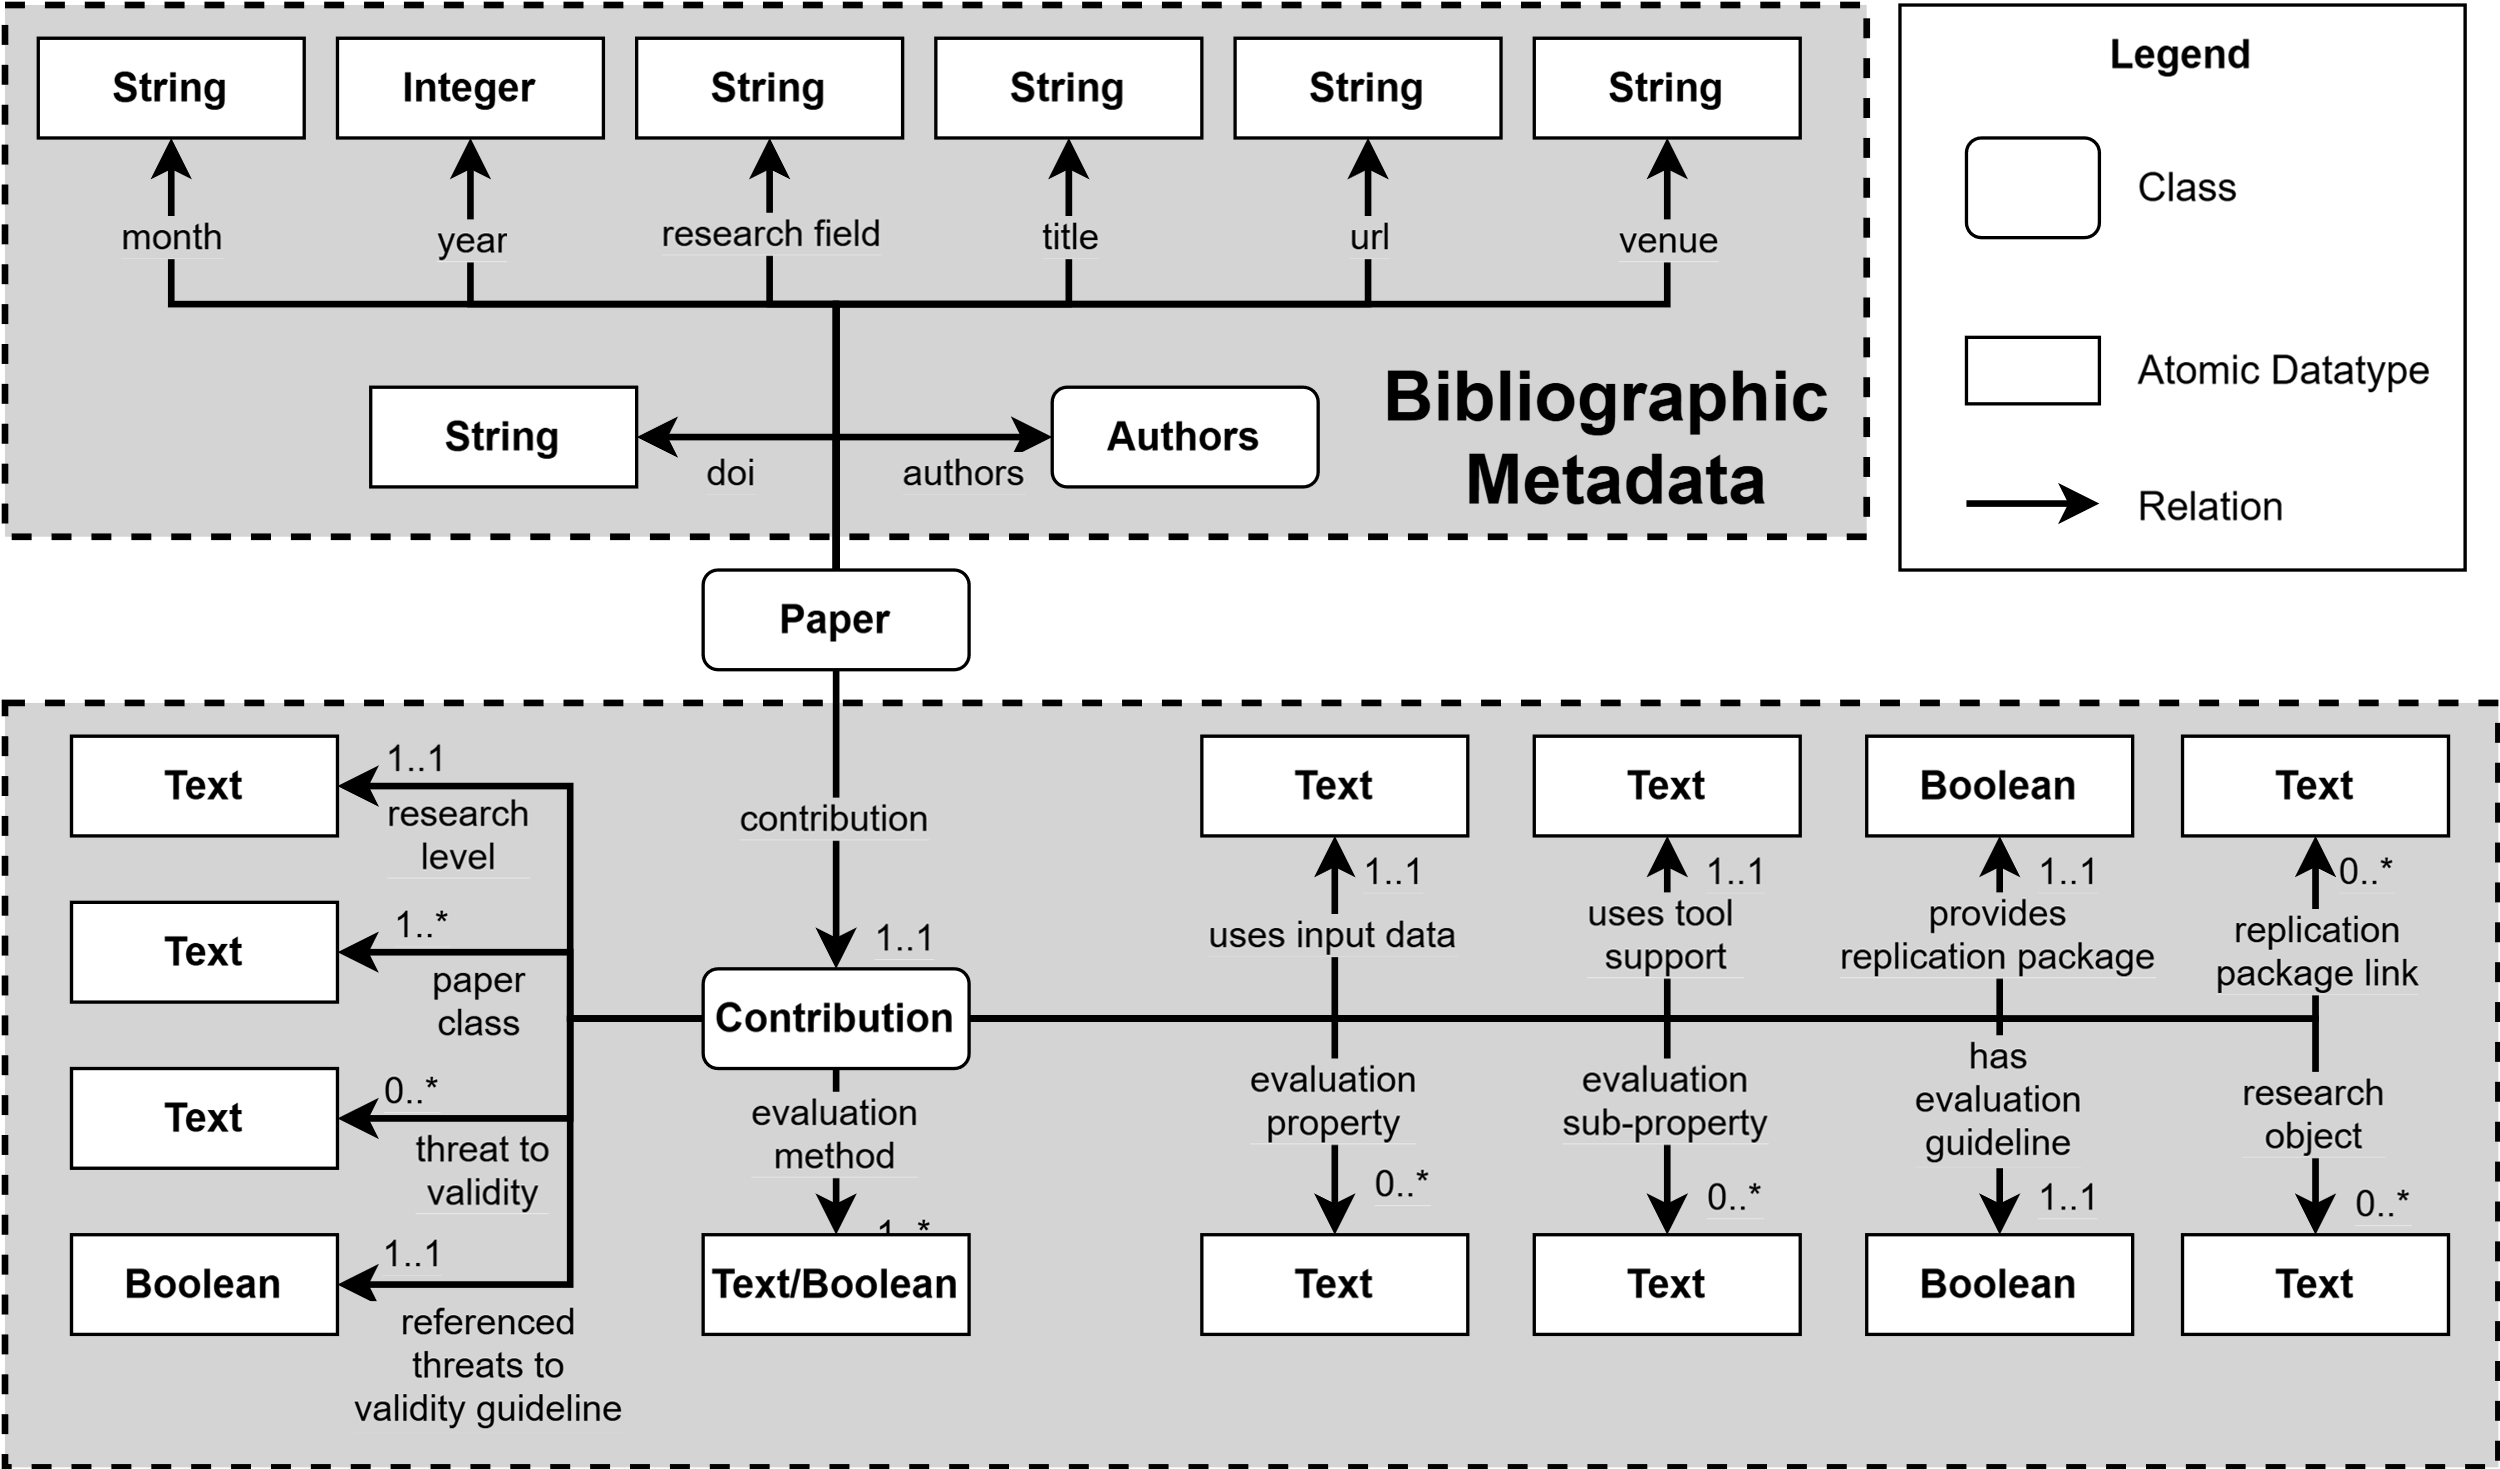 String
Integer
String
String
String
String
month
year
research field
title
url
venue
String
doi
authors
Authors
Bibliographic
Metadata
Legend
Class
Atomic Datatype
Relation
Paper
contribution
1..1
Contribution
Text
1..1
research
level
Text
1..*
paper
class
Text
0..*
threat to
validity
Boolean
1..1
referenced
threats to
validity guideline
evaluation
method
1..*
Text/Boolean
Text
1..1
uses input data
Text
1..1
uses tool
support
Boolean
1..1
provides
replication package
Text
0..*
replication
package link
evaluation
property
0..*
Text
evaluation
sub-property
0..*
Text
has
evaluation
guideline
1..1
Boolean
research
object
0..*
Text